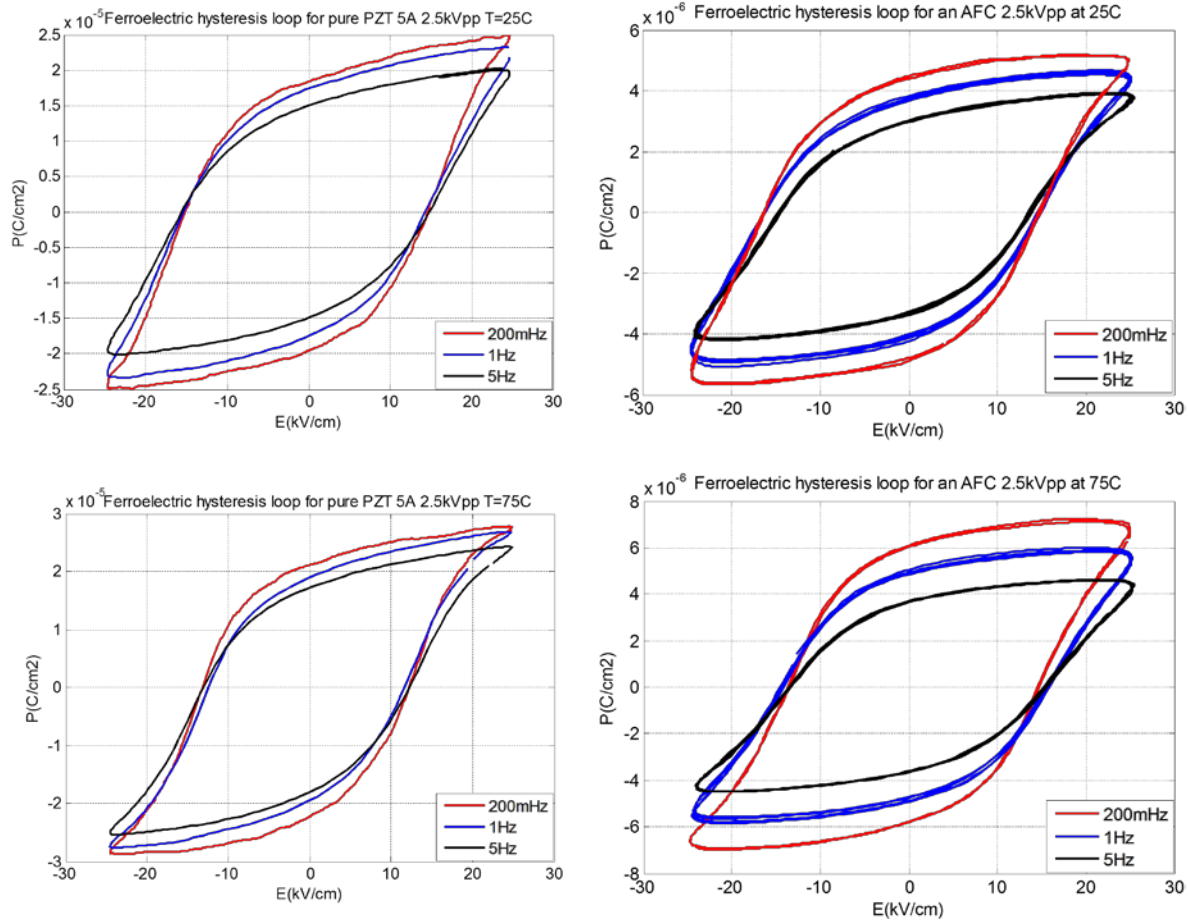 x 10^-5 Ferroelectric hysteresis loop for pure PZT 5A 2.5kVpp T=25C
2.5
2
1.5
1
0.5
0
-0.5
-1
-1.5
-2
-2.5
P(C/cm2)
200mHz
1Hz
5Hz
-30 -20 -10 0 10 20 30
E(kV/cm)
x 10^-6 Ferroelectric hysteresis loop for an AFC 2.5kVpp at 25C
6
4
2
0
-2
-4
-6
P(C/cm2)
200mHz
1Hz
5Hz
-30 -20 -10 0 10 20 30
E(kV/cm)
x 10^-5 Ferroelectric hysteresis loop for pure PZT 5A 2.5kVpp T=75C
3
2
1
0
-1
-2
-3
P(C/cm2)
200mHz
1Hz
5Hz
-30 -20 -10 0 10 20 30
E(kV/cm)
x 10^-6 Ferroelectric hysteresis loop for an AFC 2.5kVpp at 75C
8
6
4
2
0
-2
-4
-6
-8
P(C/cm2)
200mHz
1Hz
5Hz
-30 -20 -10 0 10 20 30
E(kV/cm)